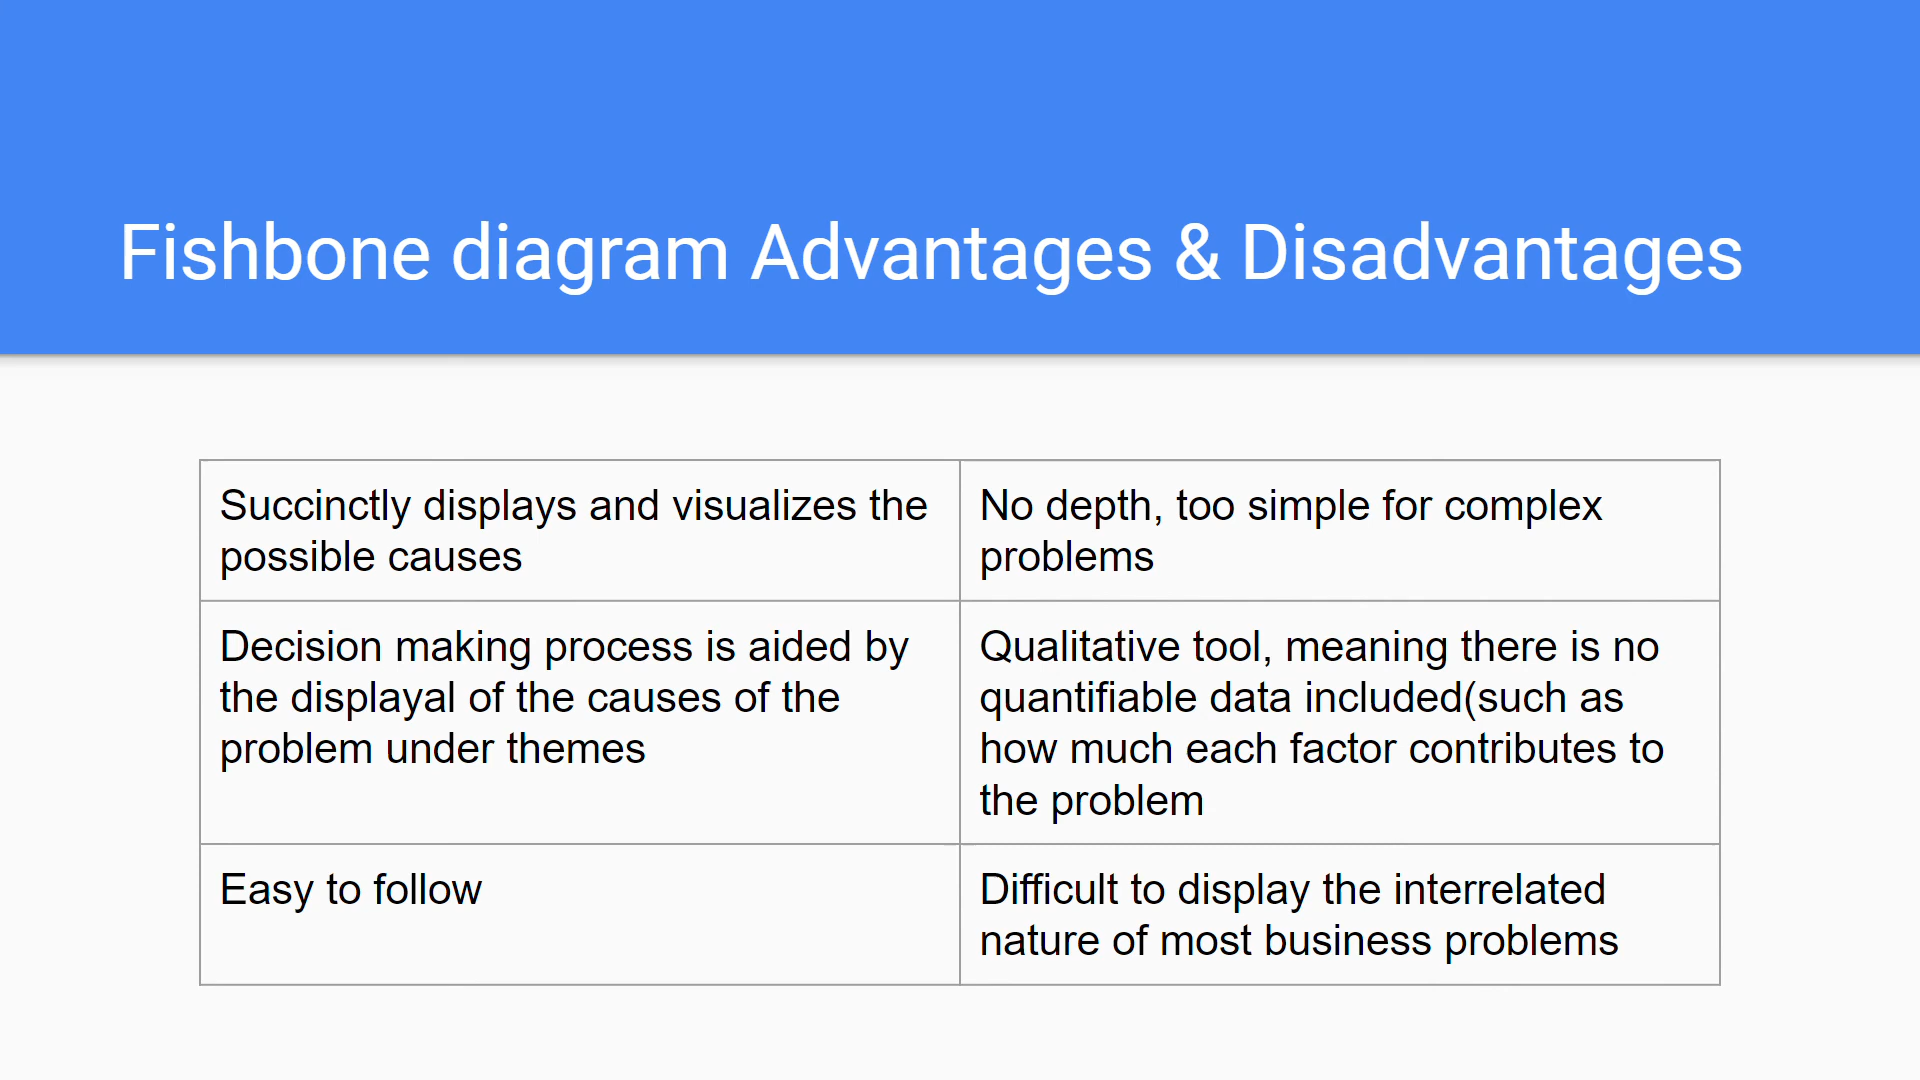 Fishbone diagram Advantages & Disadvantages
Succinctly displays and visualizes the
possible causes
No depth, too simple for complex
problems
Decision making process is aided by
the displayal of the causes of the
problem under themes
Qualitative tool, meaning there is no
quantifiable data included(such as
how much each factor contributes to
the problem
Easy to follow
Difficult to display the interrelated
nature of most business problems